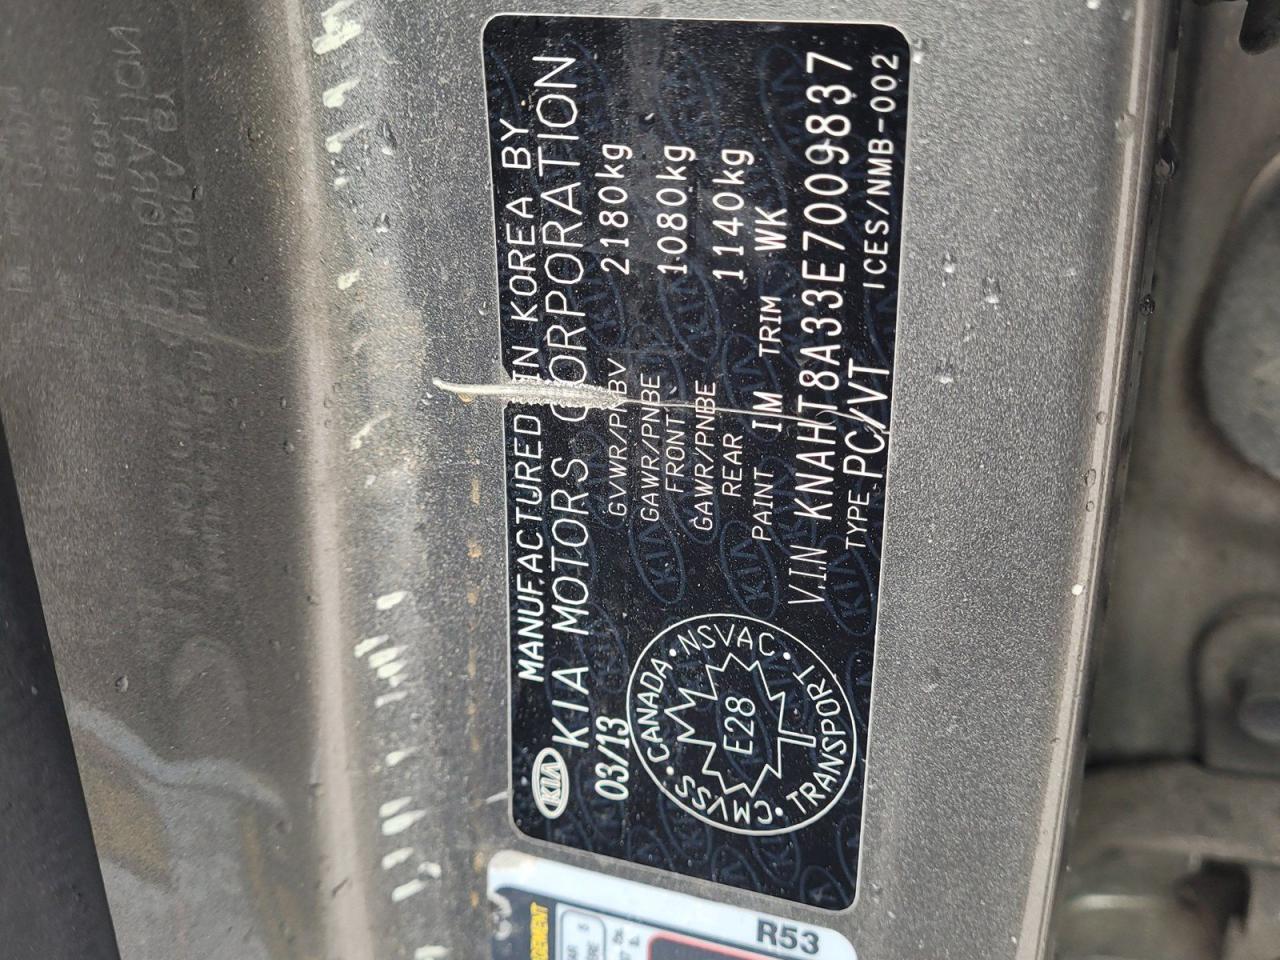 MANUFACTURED IN KOREA BY
KIA KIA MOTORS CORPORATION
03/13
GVWR/PNBV 2180kg
GAWR/PNBE 1080kg
FRONT
GAWR/PNBE 1140kg
REAR
PAINT IM TRIM WK
V.I.N KNAHT8A33E7009837
TYPE PC/VT ICES/NMB-002
CANADA • NSVAC •
E28
CMVSS • TRANSPORT
R53